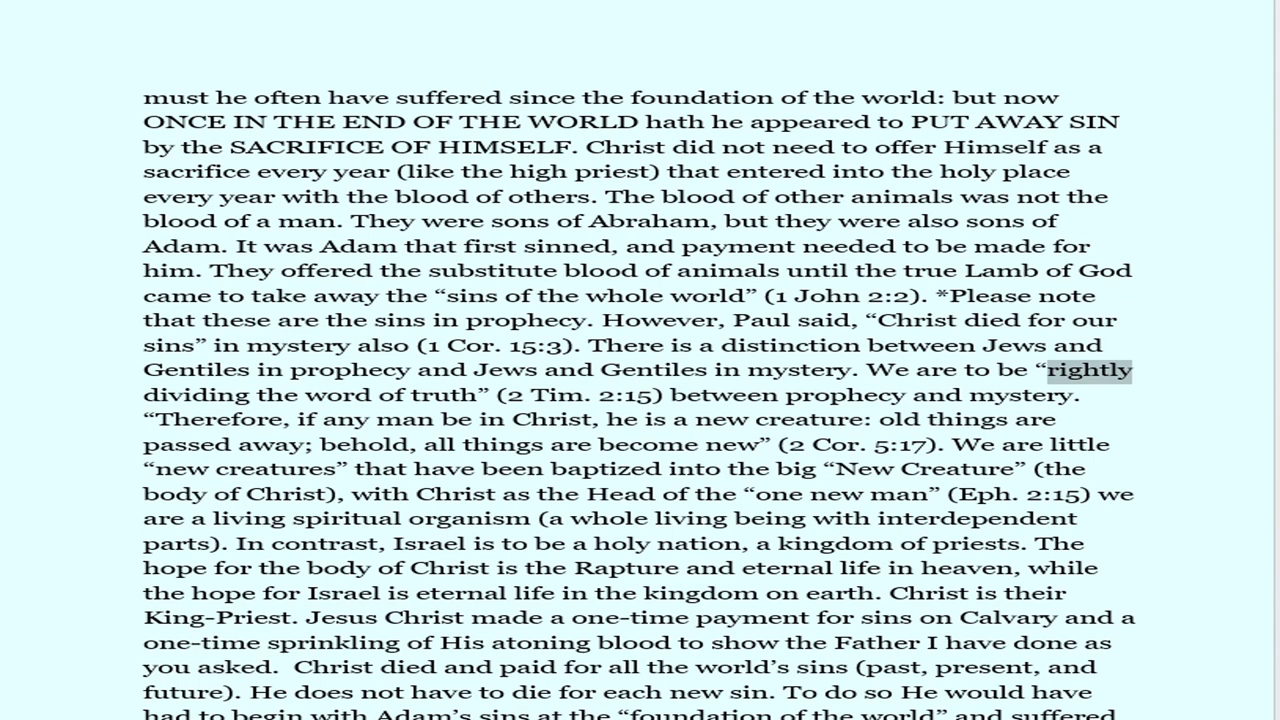 must he often have suffered since the foundation of the world: but now
ONCE IN THE END OF THE WORLD hath he appeared to PUT AWAY SIN
by the SACRIFICE OF HIMSELF. Christ did not need to offer Himself as a
sacrifice every year (like the high priest) that entered into the holy place
every year with the blood of others. The blood of other animals was not the
blood of a man. They were sons of Abraham, but they were also sons of
Adam. It was Adam that first sinned, and payment needed to be made for
him. They offered the substitute blood of animals until the true Lamb of God
came to take away the “sins of the whole world” (1 John 2:2). *Please note
that these are the sins in prophecy. However, Paul said, “Christ died for our
sins” in mystery also (1 Cor. 15:3). There is a distinction between Jews and
Gentiles in prophecy and Jews and Gentiles in mystery. We are to be “rightly
dividing the word of truth” (2 Tim. 2:15) between prophecy and mystery.
“Therefore, if any man be in Christ, he is a new creature: old things are
passed away; behold, all things are become new” (2 Cor. 5:17). We are little
“new creatures” that have been baptized into the big “New Creature” (the
body of Christ), with Christ as the Head of the “one new man” (Eph. 2:15) we
are a living spiritual organism (a whole living being with interdependent
parts). In contrast, Israel is to be a holy nation, a kingdom of priests. The
hope for the body of Christ is the Rapture and eternal life in heaven, while
the hope for Israel is eternal life in the kingdom on earth. Christ is their
King-Priest. Jesus Christ made a one-time payment for sins on Calvary and a
one-time sprinkling of His atoning blood to show the Father I have done as
you asked.  Christ died and paid for all the world’s sins (past, present, and
future). He does not have to die for each new sin. To do so He would have
had to begin with Adam’s sins at the “foundation of the world” and suffered